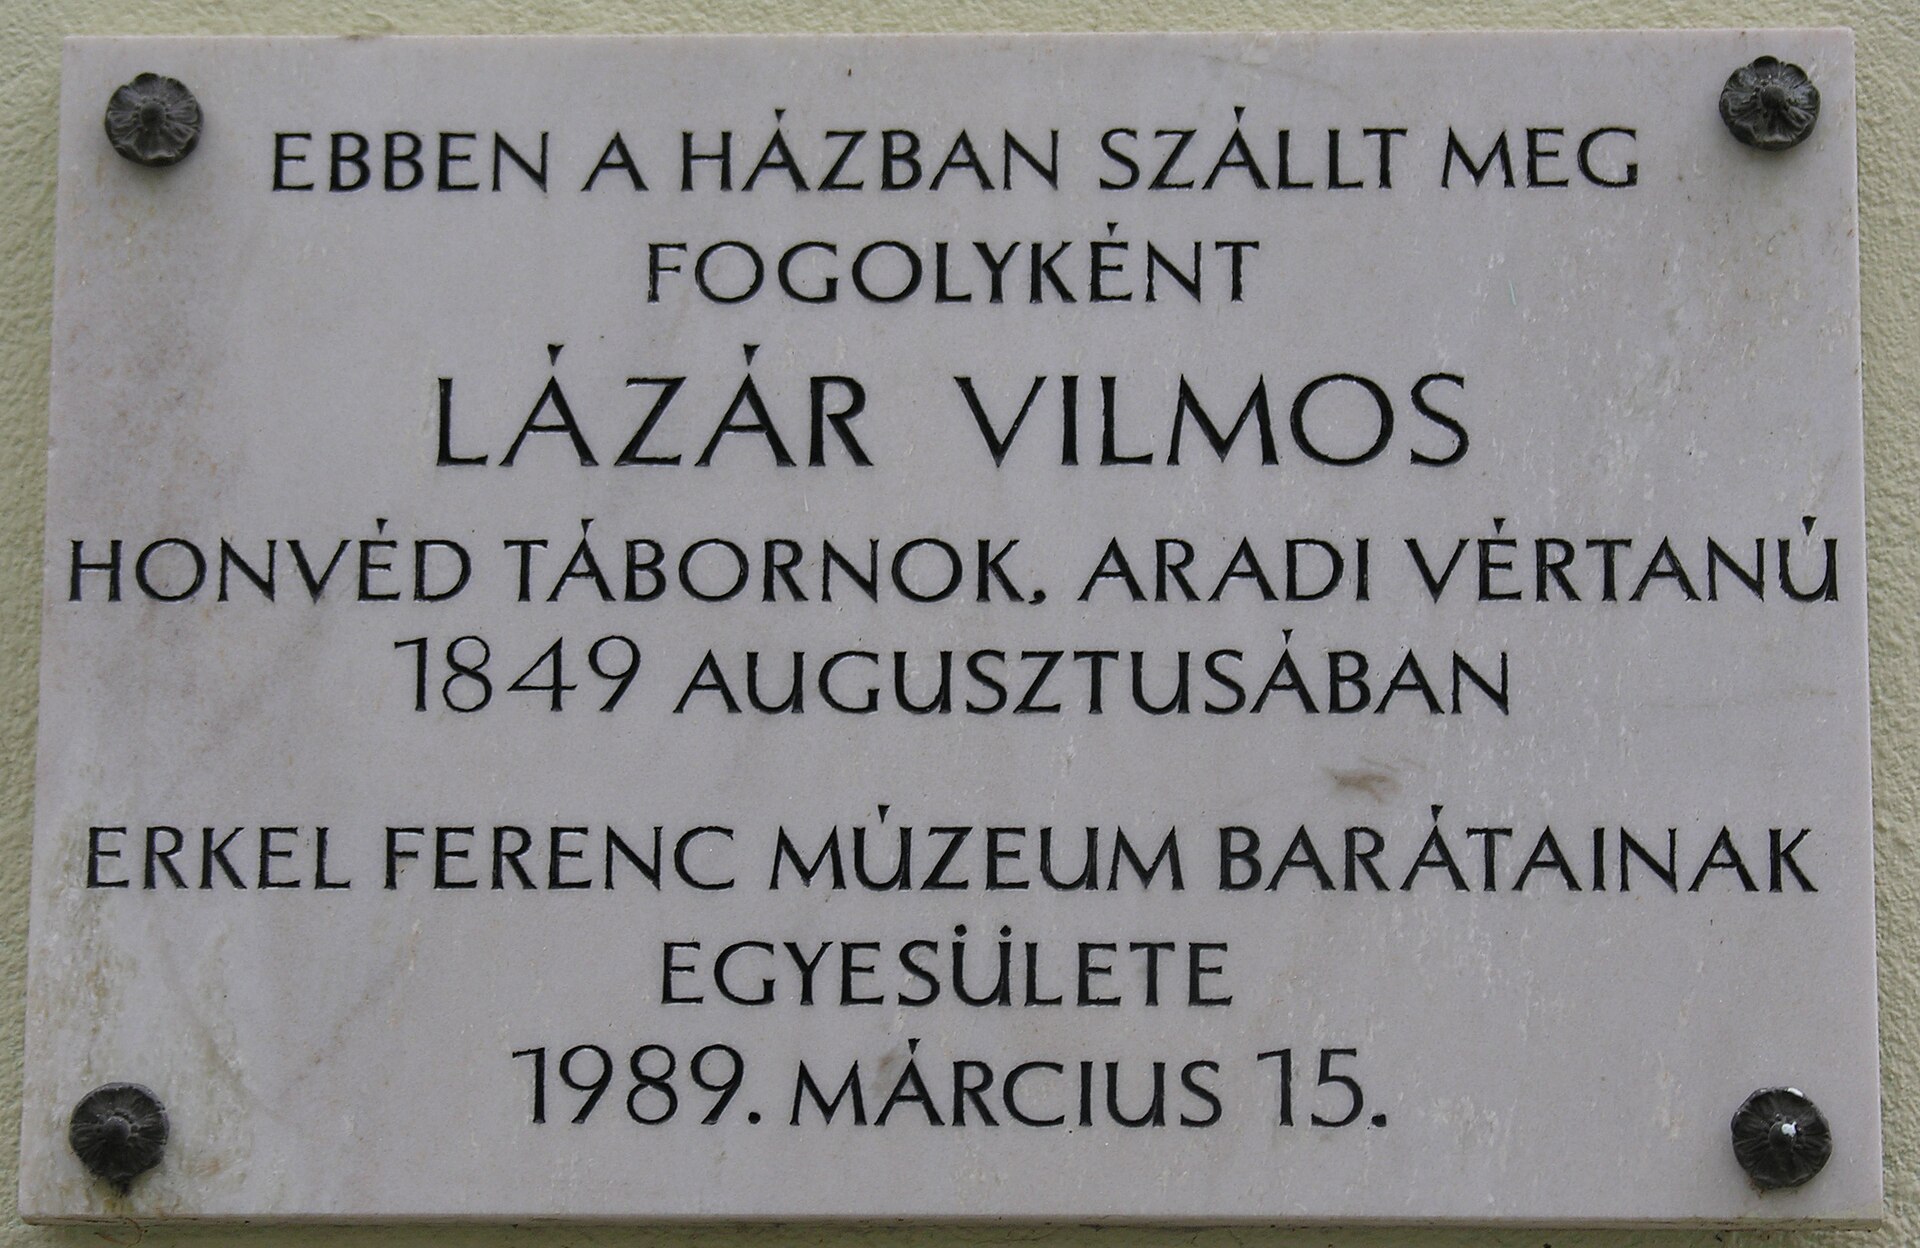 EBBEN A HÁZBAN SZÁLLT MEG
FOGOLYKÉNT
LÁZÁR VILMOS
HONVÉD TÁBORNOK, ARADI VÉRTANÚ
1849 AUGUSZTUSÁBAN
ERKEL FERENC MÚZEUM BARÁTAINAK
EGYESÜLETE
1989. MÁRCIUS 15.